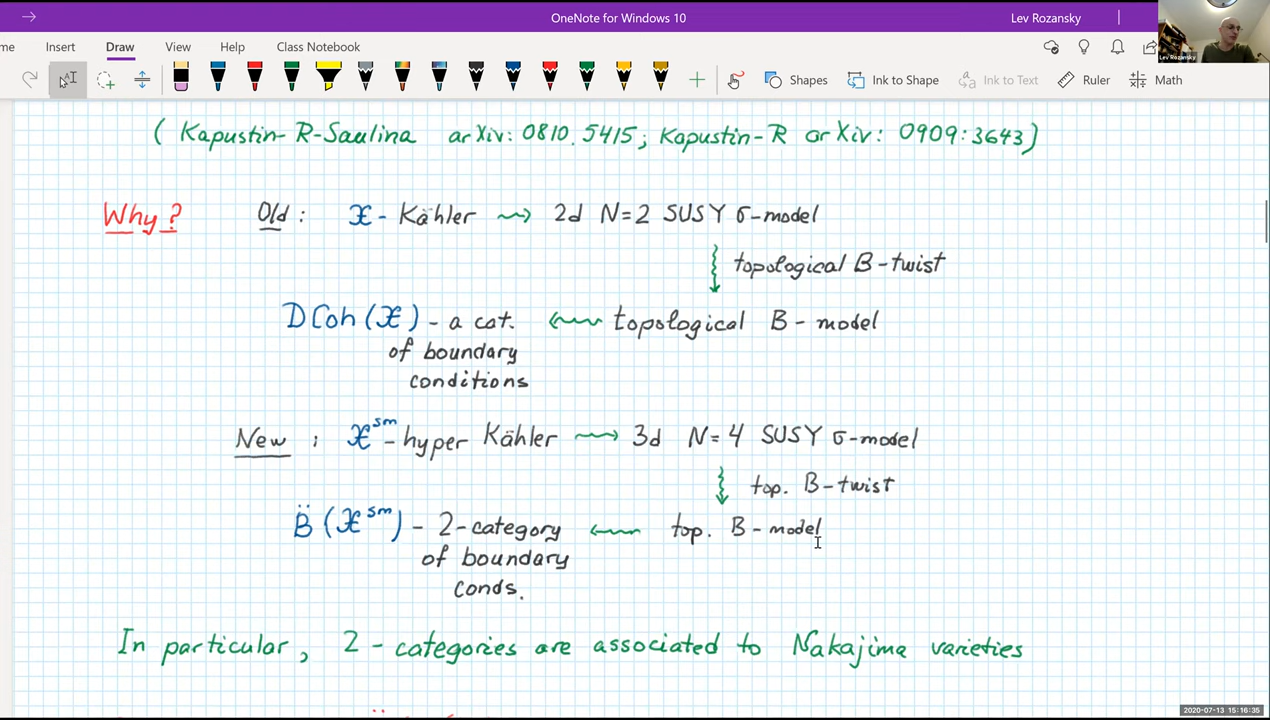 OneNote for Windows 10
Lev Rozansky
Lev Rozansky
me Insert Draw View Help Class Notebook
Shapes Ink to Shape Ink to Text Ruler Math
( Kapustin-R-Saulina arXiv: 0810.5415; Kapustin-R arXiv: 0909:3643)
Why? Old: X - Kähler ⇝ 2d N=2 SUSY σ-model
topological B-twist
DCoh(X) - a cat. ⇜ topological B-model
of boundary
conditions
New: X^sm - hyper Kähler ⇝ 3d N=4 SUSY σ-model
top. B-twist
B̈(X^sm) - 2-category ⇜ top. B-model
of boundary
conds.
In particular, 2-categories are associated to Nakajima varieties
2020-07-13 15:16:35